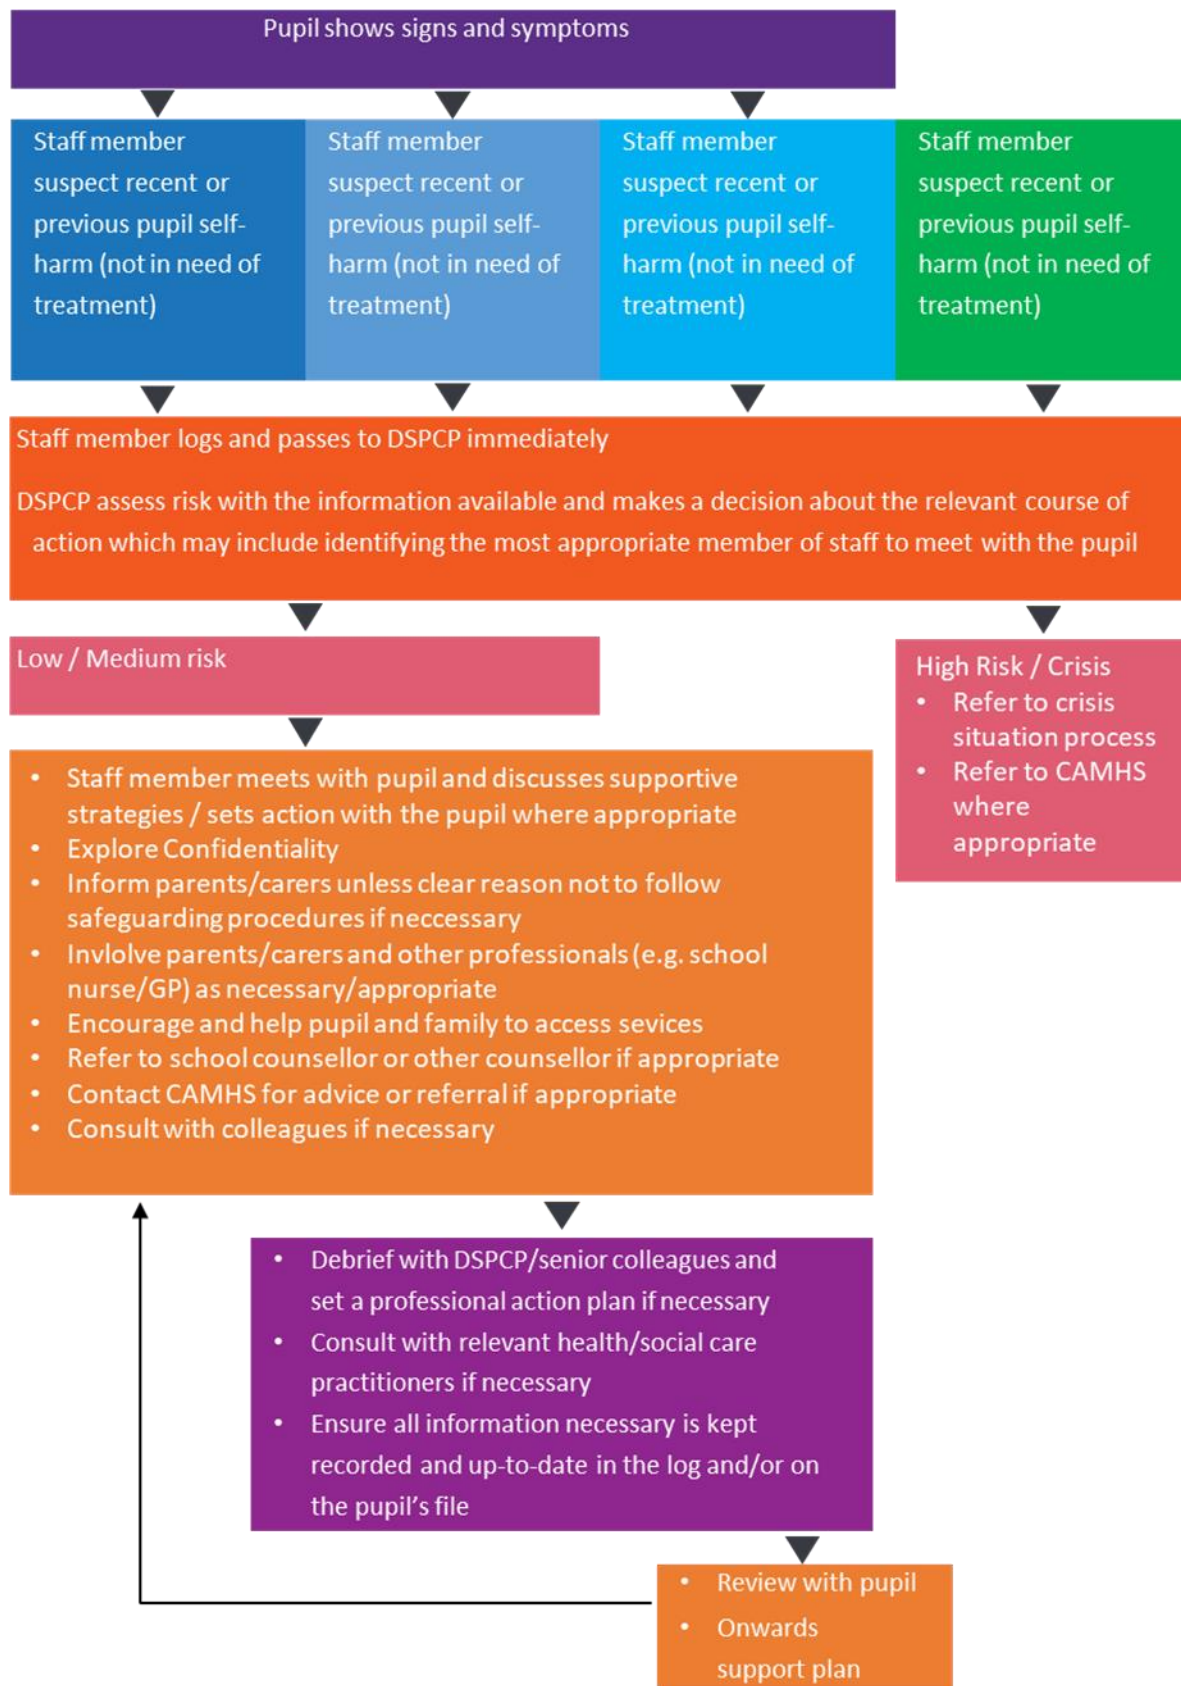 Pupil shows signs and symptoms
Staff member
suspect recent or
previous pupil self-
harm (not in need of
treatment)
Staff member
suspect recent or
previous pupil self-
harm (not in need of
treatment)
Staff member
suspect recent or
previous pupil self-
harm (not in need of
treatment)
Staff member
suspect recent or
previous pupil self-
harm (not in need of
treatment)
Staff member logs and passes to DSPCP immediately
DSPCP assess risk with the information available and makes a decision about the relevant course of
action which may include identifying the most appropriate member of staff to meet with the pupil
Low / Medium risk
High Risk / Crisis
• Refer to crisis
situation process
• Refer to CAMHS
where
appropriate
• Staff member meets with pupil and discusses supportive
strategies / sets action with the pupil where appropriate
• Explore Confidentiality
• Inform parents/carers unless clear reason not to follow
safeguarding procedures if neccessary
• Invlolve parents/carers and other professionals (e.g. school
nurse/GP) as necessary/appropriate
• Encourage and help pupil and family to access sevices
• Refer to school counsellor or other counsellor if appropriate
• Contact CAMHS for advice or referral if appropriate
• Consult with colleagues if necessary
• Debrief with DSPCP/senior colleagues and
set a professional action plan if necessary
• Consult with relevant health/social care
practitioners if necessary
• Ensure all information necessary is kept
recorded and up-to-date in the log and/or on
the pupil's file
• Review with pupil
• Onwards
support plan